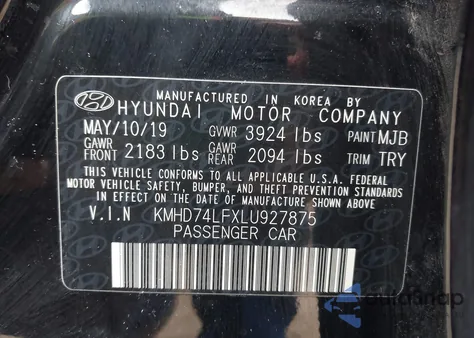 MANUFACTURED IN KOREA BY
HYUNDAI MOTOR COMPANY
MAY/10/19 GVWR 3924 lbs PAINT MJB
GAWR FRONT 2183 lbs GAWR REAR 2094 lbs TRIM TRY
THIS VEHICLE CONFORMS TO ALL APPLICABLE U.S.A. FEDERAL
MOTOR VEHICLE SAFETY, BUMPER, AND THEFT PREVENTION STANDARDS
IN EFFECT ON THE DATE OF MANUFACTURE SHOWN ABOVE
V.I.N KMHD74LFXLU927875
PASSENGER CAR
autosnap